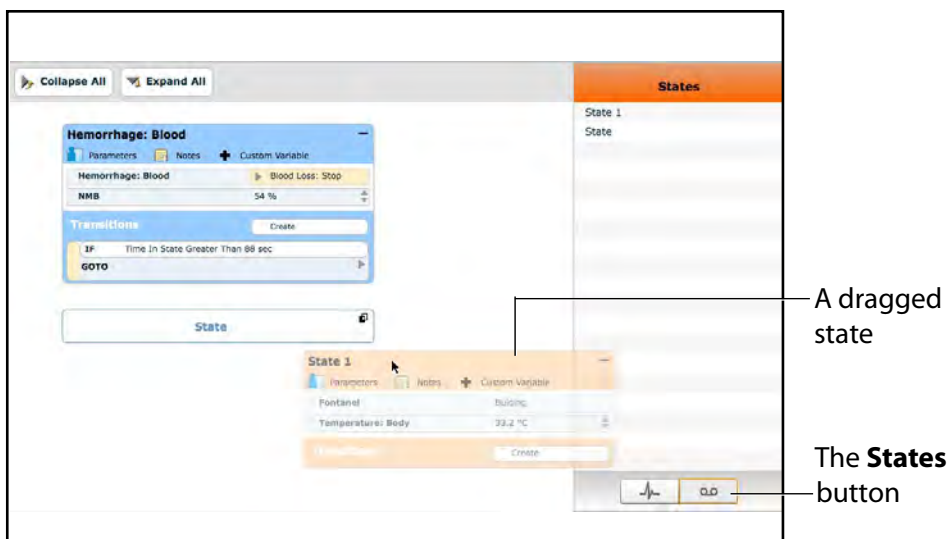 Collapse All Expand All
States
State 1
State
Hemorrhage: Blood
Parameters Notes Custom Variable
Hemorrhage: Blood Blood Loss: Stop
NMB 54 %
Transitions Create
IF Time In State Greater Than 88 sec
GOTO
State
State 1
Parameters Notes Custom Variable
Fontanel Bulging
Temperature: Body 33.2 °C
Transitions Create
A dragged
state
The States
button